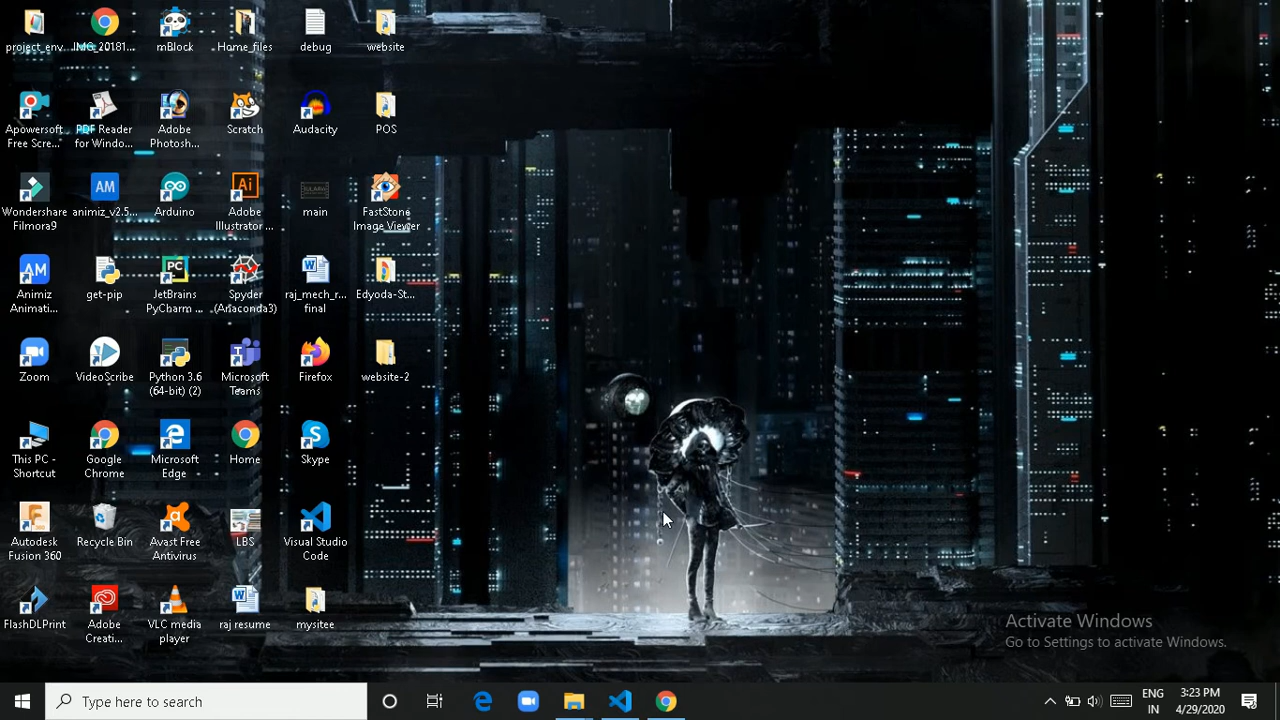 project_env...
IMG_20181...
mBlock
Home_files
debug
website
Apowersoft
Free Scre...
PDF Reader
for Windo...
Adobe
Photosh...
Scratch
Audacity
POS
Wondershare
Filmora9
AM
animiz_v2.5...
Arduino
Ai
Adobe
Illustrator ...
main
FastStone
Image Viewer
AM
Animiz
Animati...
get-pip
PC
JetBrains
PyCharm ...
Spyder
(Anaconda3)
raj_mech_r...
final
Edyoda-St...
Zoom
VideoScribe
Python 3.6
(64-bit) (2)
Microsoft
Teams
Firefox
website-2
This PC -
Shortcut
Google
Chrome
Microsoft
Edge
Home
Skype
Autodesk
Fusion 360
Recycle Bin
Avast Free
Antivirus
LBS
Visual Studio
Code
FlashDLPrint
Adobe
Creati...
VLC media
player
raj resume
mysitee
Activate Windows
Go to Settings to activate Windows.
Type here to search
ENG
IN
3:23 PM
4/29/2020